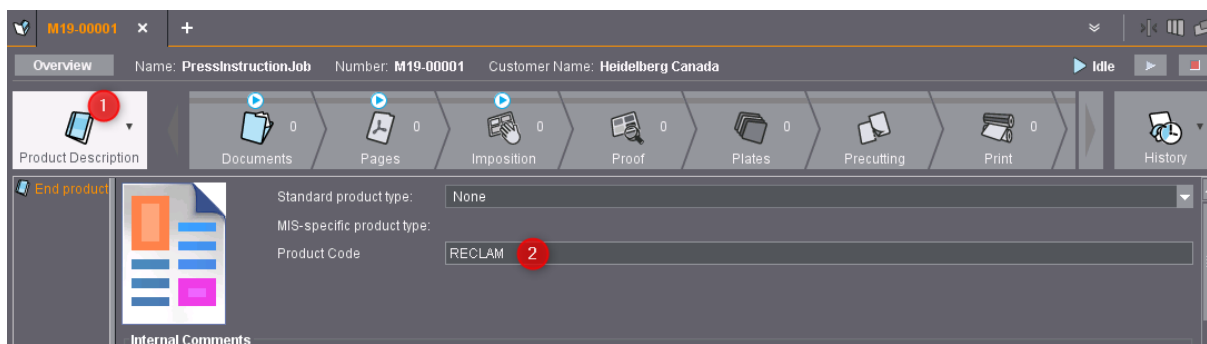 M19-00001 × +
Overview Name: PressInstructionJob Number: M19-00001 Customer Name: Heidelberg Canada Idle
1
0 0 0 0 0 0
Product Description Documents Pages Imposition Proof Plates Precutting Print History
End product
Standard product type: None
MIS-specific product type:
Product Code RECLAM 2
Internal Comments